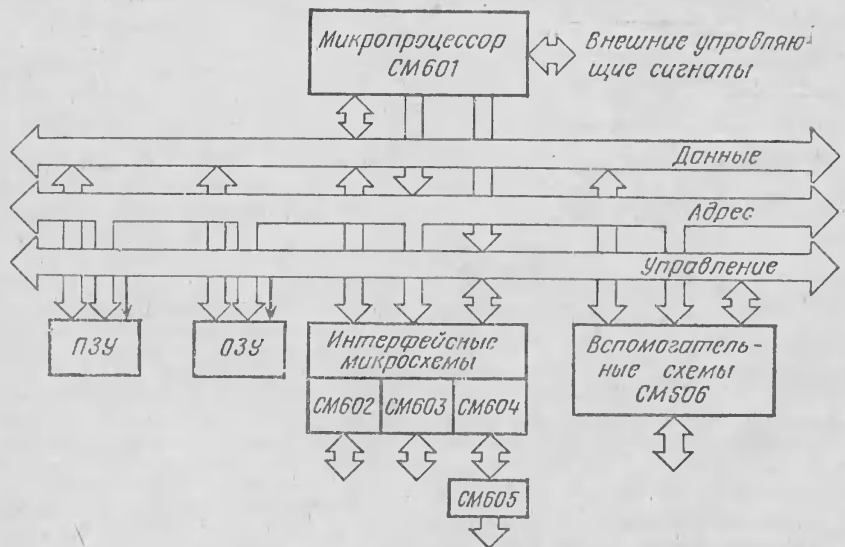 Микропроцессор
СМ601
Внешние управляю-
щие сигналы
Данные
Адрес
Управление
ПЗУ
ОЗУ
Интерфейсные
микросхемы
СМ602
СМ603
СМ604
Вспомогатель-
ные схемы
СМ606
СМ605